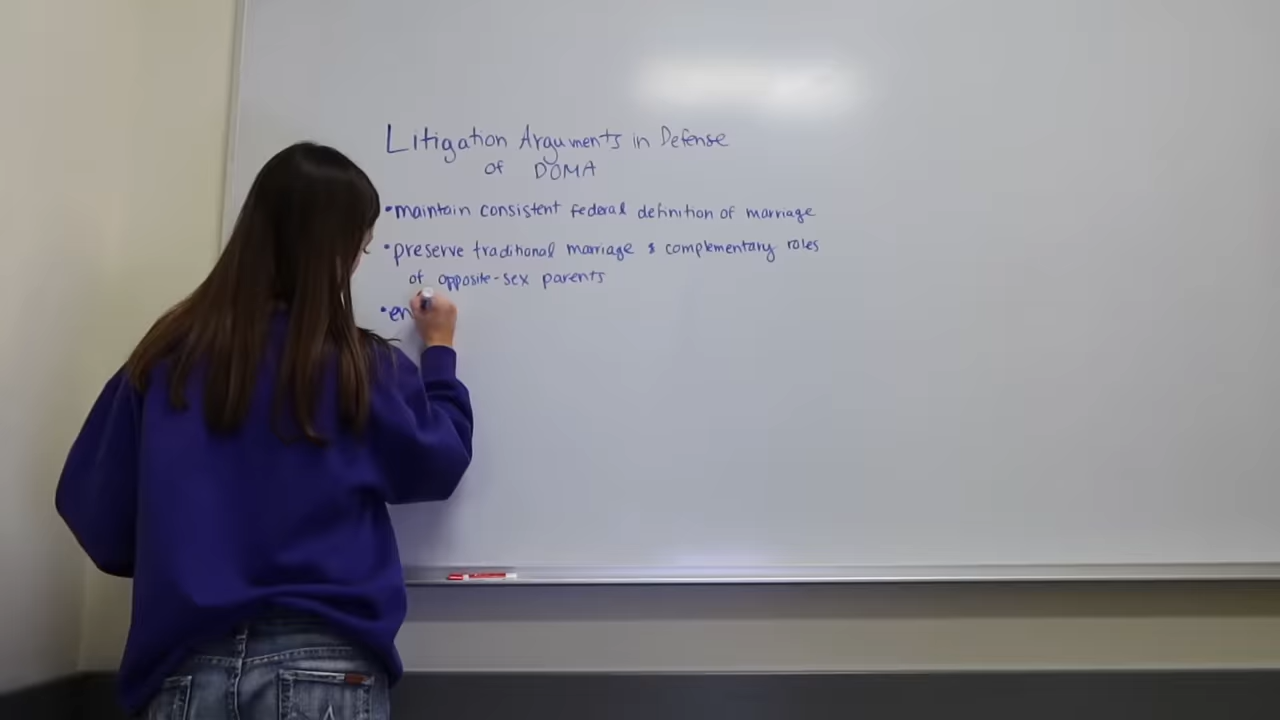 Litigation Arguments in Defense
of DOMA
•maintain consistent federal definition of marriage
•preserve traditional marriage & complementary roles
of opposite-sex parents
•en